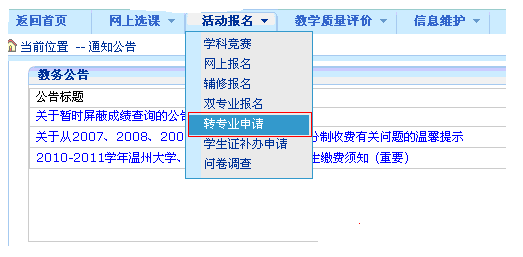 返回首页 网上选课 活动报名 教学质量评价 信息维护
当前位置 -- 通知公告
教务公告
公告标题
关于暂时屏蔽成绩查询的公告
关于从2007、2008、200 分制收费有关问题的温馨提示
2010-2011学年温州大学、 生缴费须知（重要）
学科竞赛
网上报名
辅修报名
双专业报名
转专业申请
学生证补办申请
问卷调查